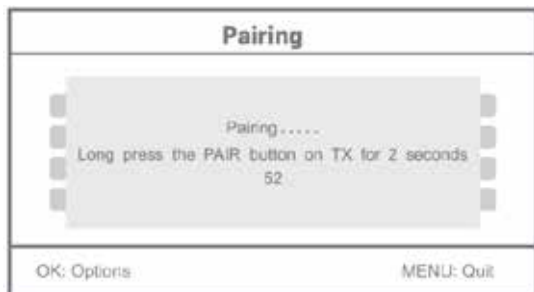 Pairing
Pairing.....
Long press the PAIR button on TX for 2 seconds
52
OK: Options
MENU: Quit